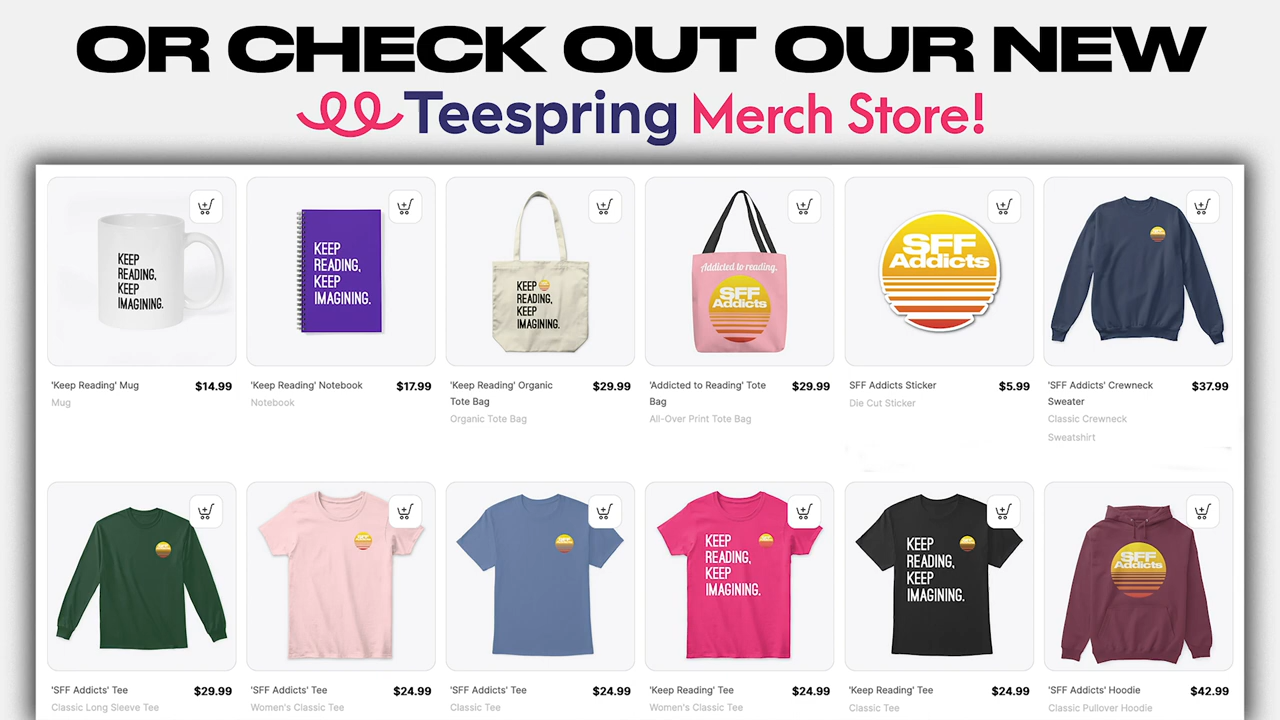 OR CHECK OUT OUR NEW
Teespring Merch Store!
KEEP
READING,
KEEP
IMAGINING.
KEEP
READING,
KEEP
IMAGINING.
KEEP
READING,
KEEP
IMAGINING.
Addicted to reading.
SFF
Addicts
SFF
Addicts
'Keep Reading' Mug $14.99
Mug
'Keep Reading' Notebook $17.99
Notebook
'Keep Reading' Organic $29.99
Tote Bag
Organic Tote Bag
'Addicted to Reading' Tote $29.99
Bag
All-Over Print Tote Bag
SFF Addicts Sticker $5.99
Die Cut Sticker
'SFF Addicts' Crewneck $37.99
Sweater
Classic Crewneck
Sweatshirt
KEEP
READING,
KEEP
IMAGINING.
KEEP
READING,
KEEP
IMAGINING.
SFF
Addicts
'SFF Addicts' Tee $29.99
Classic Long Sleeve Tee
'SFF Addicts' Tee $24.99
Women's Classic Tee
'SFF Addicts' Tee $24.99
Classic Tee
'Keep Reading' Tee $24.99
Women's Classic Tee
'Keep Reading' Tee $24.99
Classic Tee
'SFF Addicts' Hoodie $42.99
Classic Pullover Hoodie